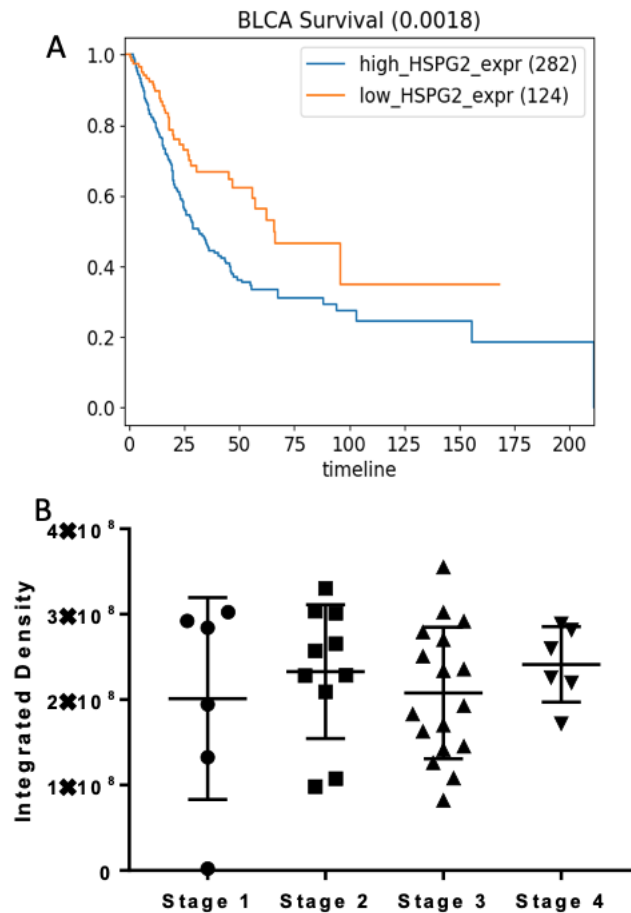 BLCA Survival (0.0018)
A
high_HSPG2_expr (282)
low_HSPG2_expr (124)
1.0
0.8
0.6
0.4
0.2
0.0
0 25 50 75 100 125 150 175 200
timeline
B
4✖10⁸
3✖10⁸
2✖10⁸
1✖10⁸
0
Integrated Density
Stage 1 Stage 2 Stage 3 Stage 4